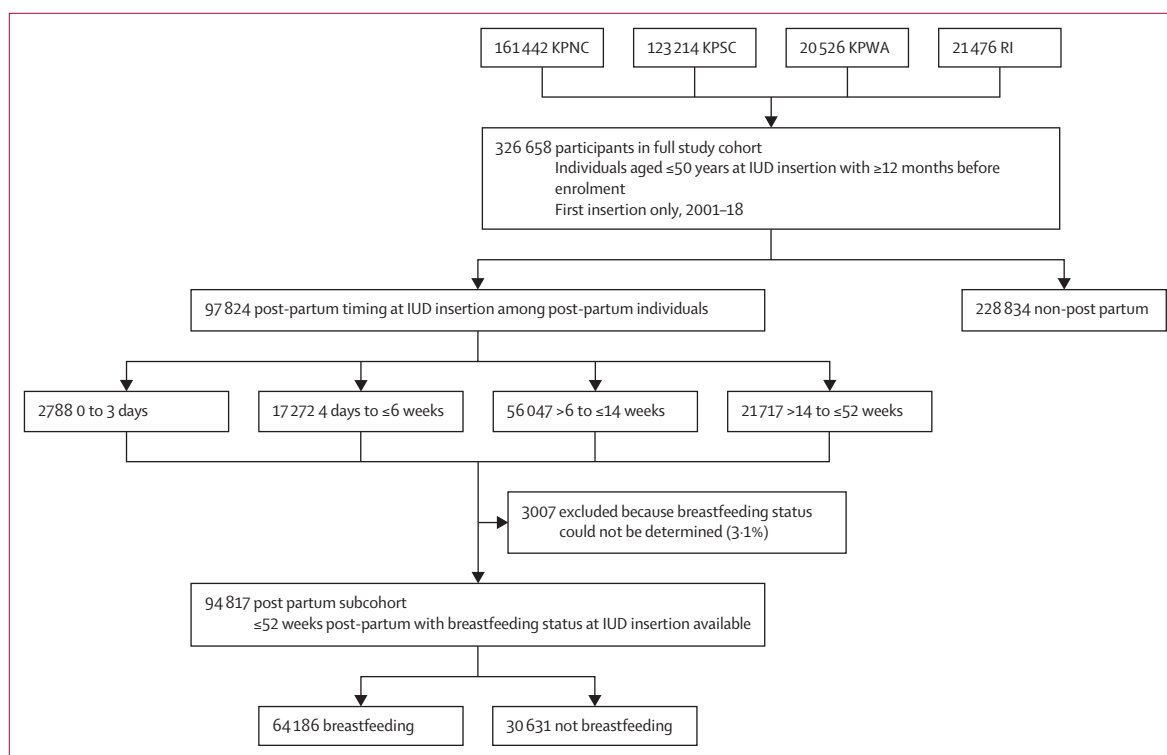 161 442 KPNC
123 214 KPSC
20 526 KPWA
21 476 RI
326 658 participants in full study cohort
Individuals aged ≤50 years at IUD insertion with ≥12 months before
enrolment
First insertion only, 2001–18
97 824 post-partum timing at IUD insertion among post-partum individuals
228 834 non-post partum
2788 0 to 3 days
17 272 4 days to ≤6 weeks
56 047 >6 to ≤14 weeks
21 717 >14 to ≤52 weeks
3007 excluded because breastfeeding status
could not be determined (3·1%)
94 817 post partum subcohort
≤52 weeks post-partum with breastfeeding status at IUD insertion available
64 186 breastfeeding
30 631 not breastfeeding